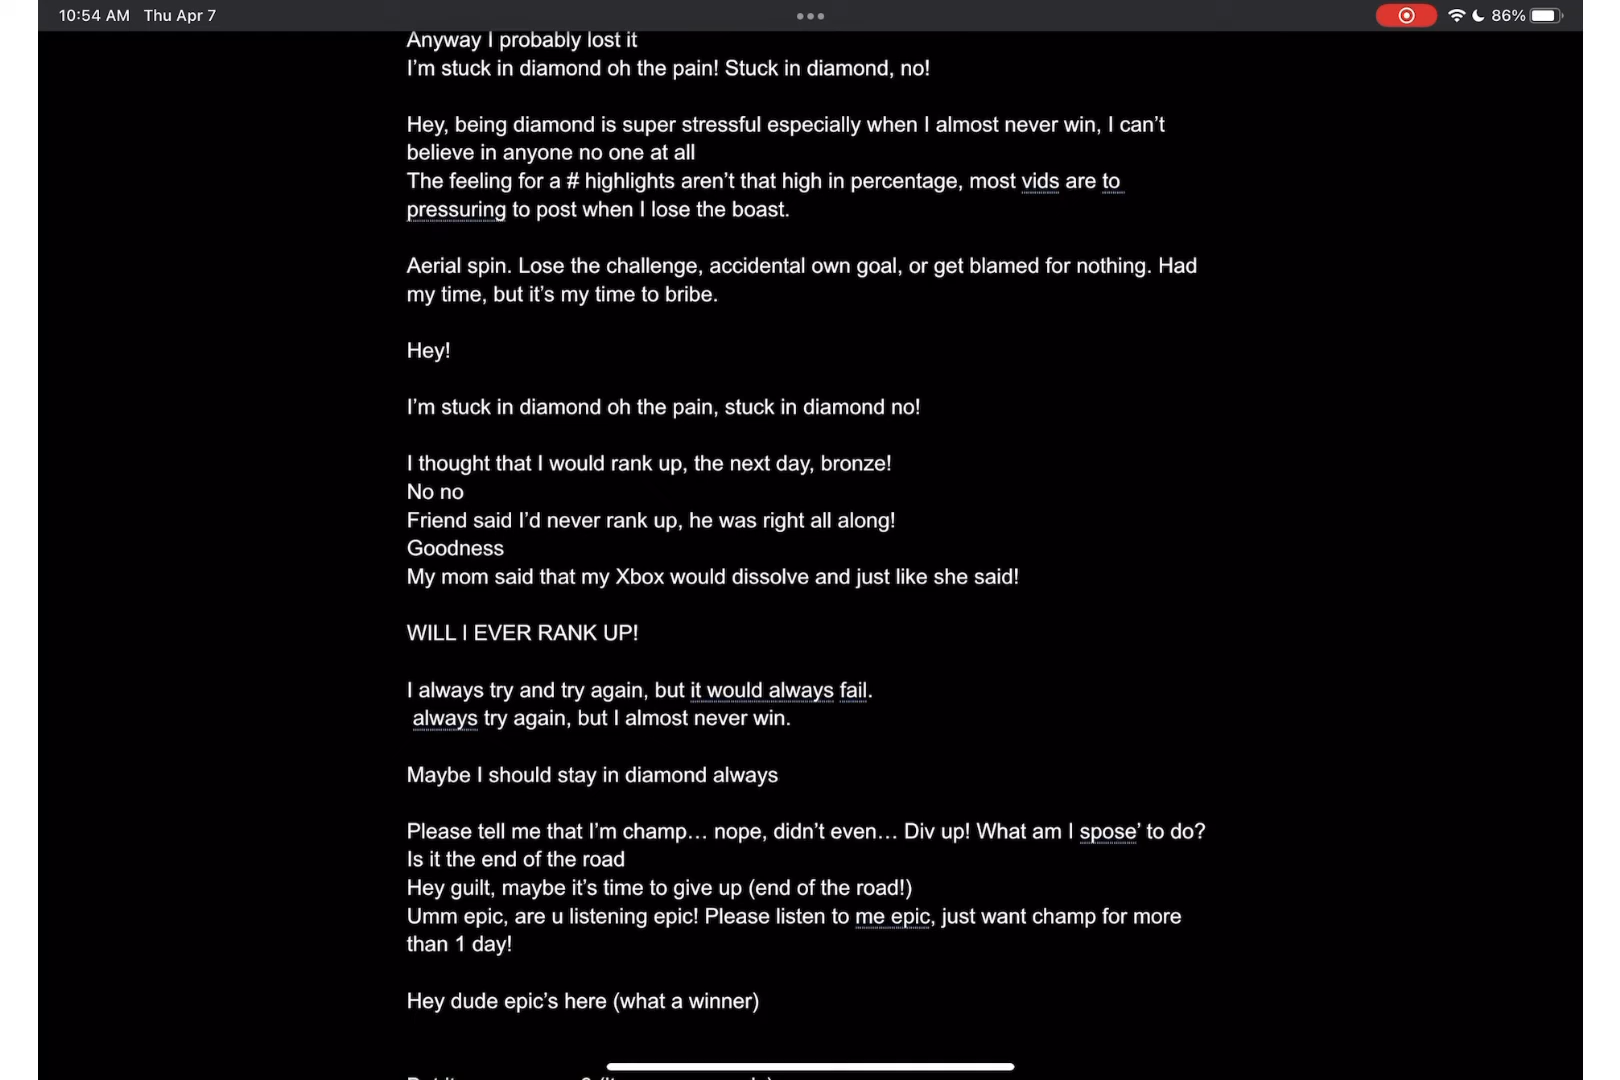 10:54 AM Thu Apr 7
86%
Anyway I probably lost it
I'm stuck in diamond oh the pain! Stuck in diamond, no!
Hey, being diamond is super stressful especially when I almost never win, I can't
believe in anyone no one at all
The feeling for a # highlights aren't that high in percentage, most vids are to
pressuring to post when I lose the boast.
Aerial spin. Lose the challenge, accidental own goal, or get blamed for nothing. Had
my time, but it's my time to bribe.
Hey!
I'm stuck in diamond oh the pain, stuck in diamond no!
I thought that I would rank up, the next day, bronze!
No no
Friend said I'd never rank up, he was right all along!
Goodness
My mom said that my Xbox would dissolve and just like she said!
WILL I EVER RANK UP!
I always try and try again, but it would always fail.
always try again, but I almost never win.
Maybe I should stay in diamond always
Please tell me that I'm champ… nope, didn't even… Div up! What am I spose' to do?
Is it the end of the road
Hey guilt, maybe it's time to give up (end of the road!)
Umm epic, are u listening epic! Please listen to me epic, just want champ for more
than 1 day!
Hey dude epic's here (what a winner)